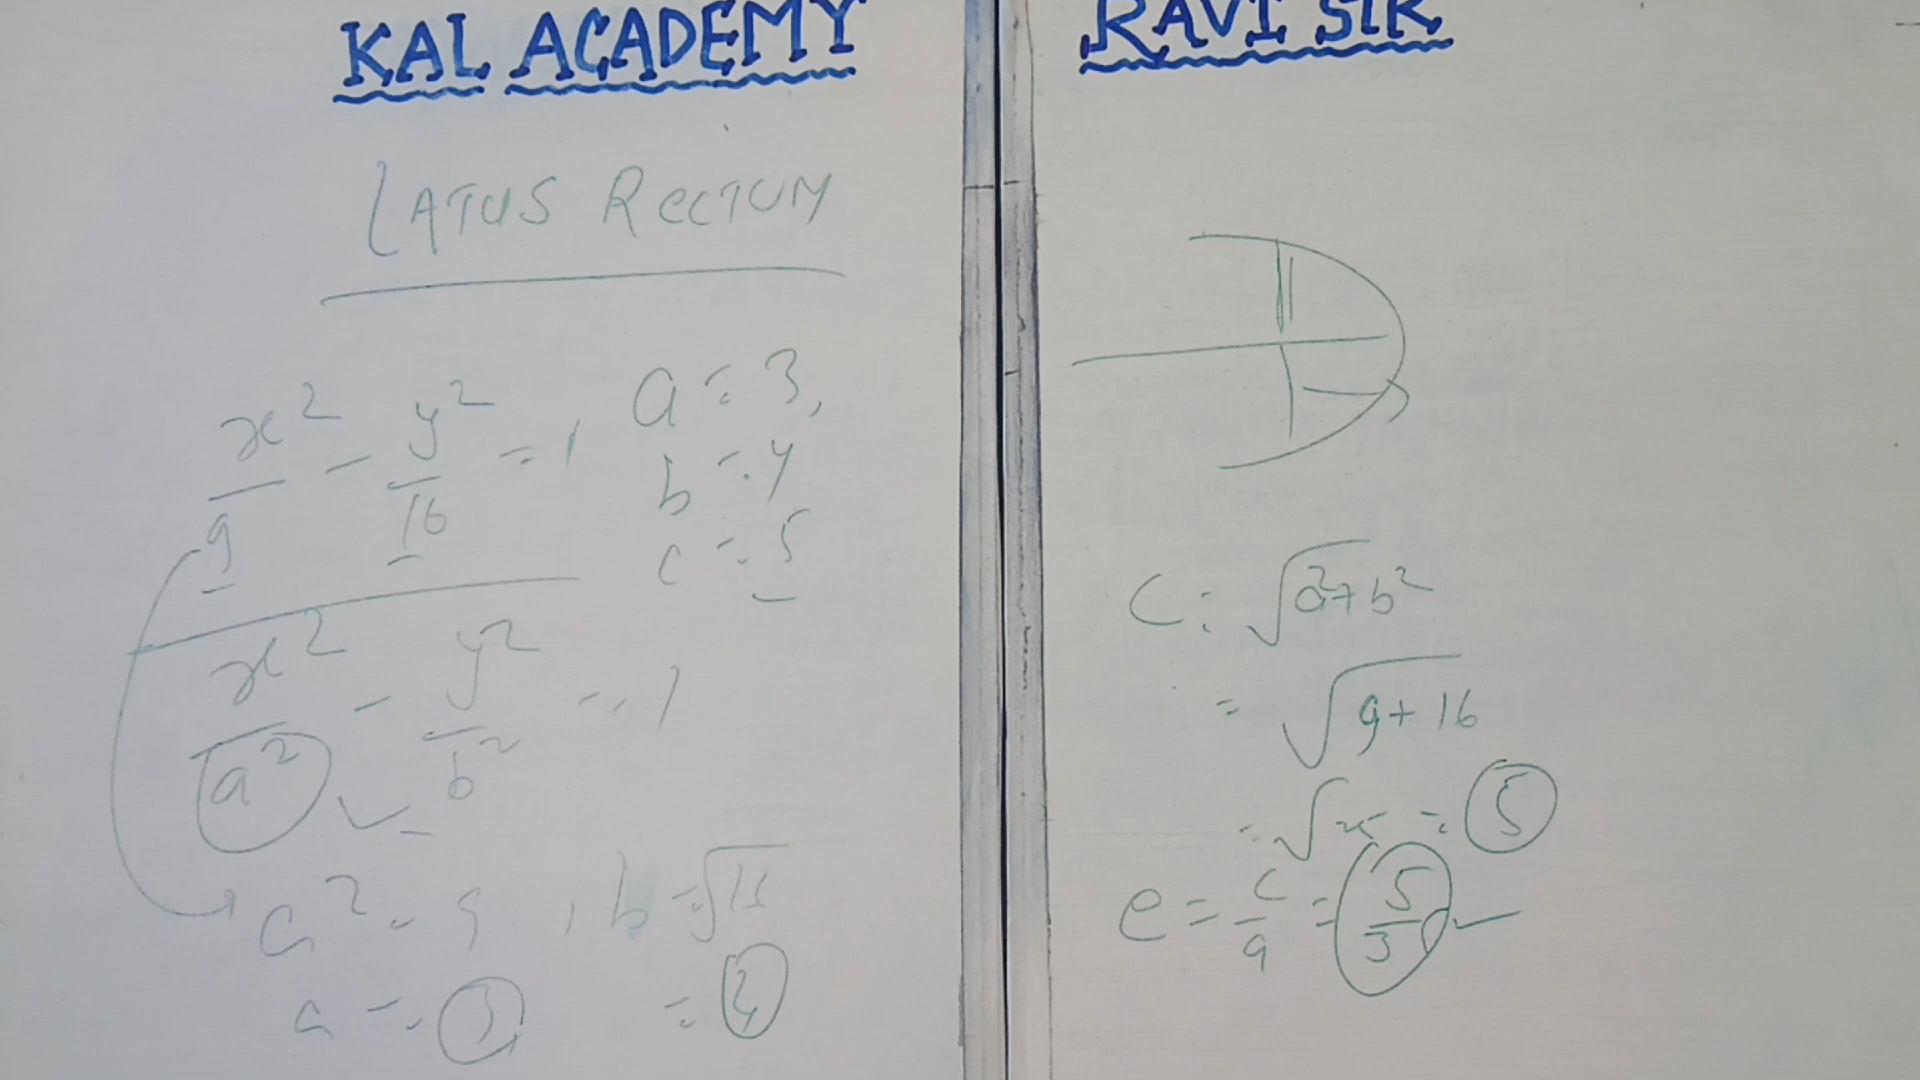 KAL ACADEMY
LATUS RECTUM
x²/9 - y²/16 = 1
a = 3,
b = 4
c = 5
x²/a² - y²/b² = 1
a² = 9, b = √16
a = 3 = 4
RAVI SIR
c = √a²+b²
= √9+16
= √25 = 5
e = c/a = 5/3